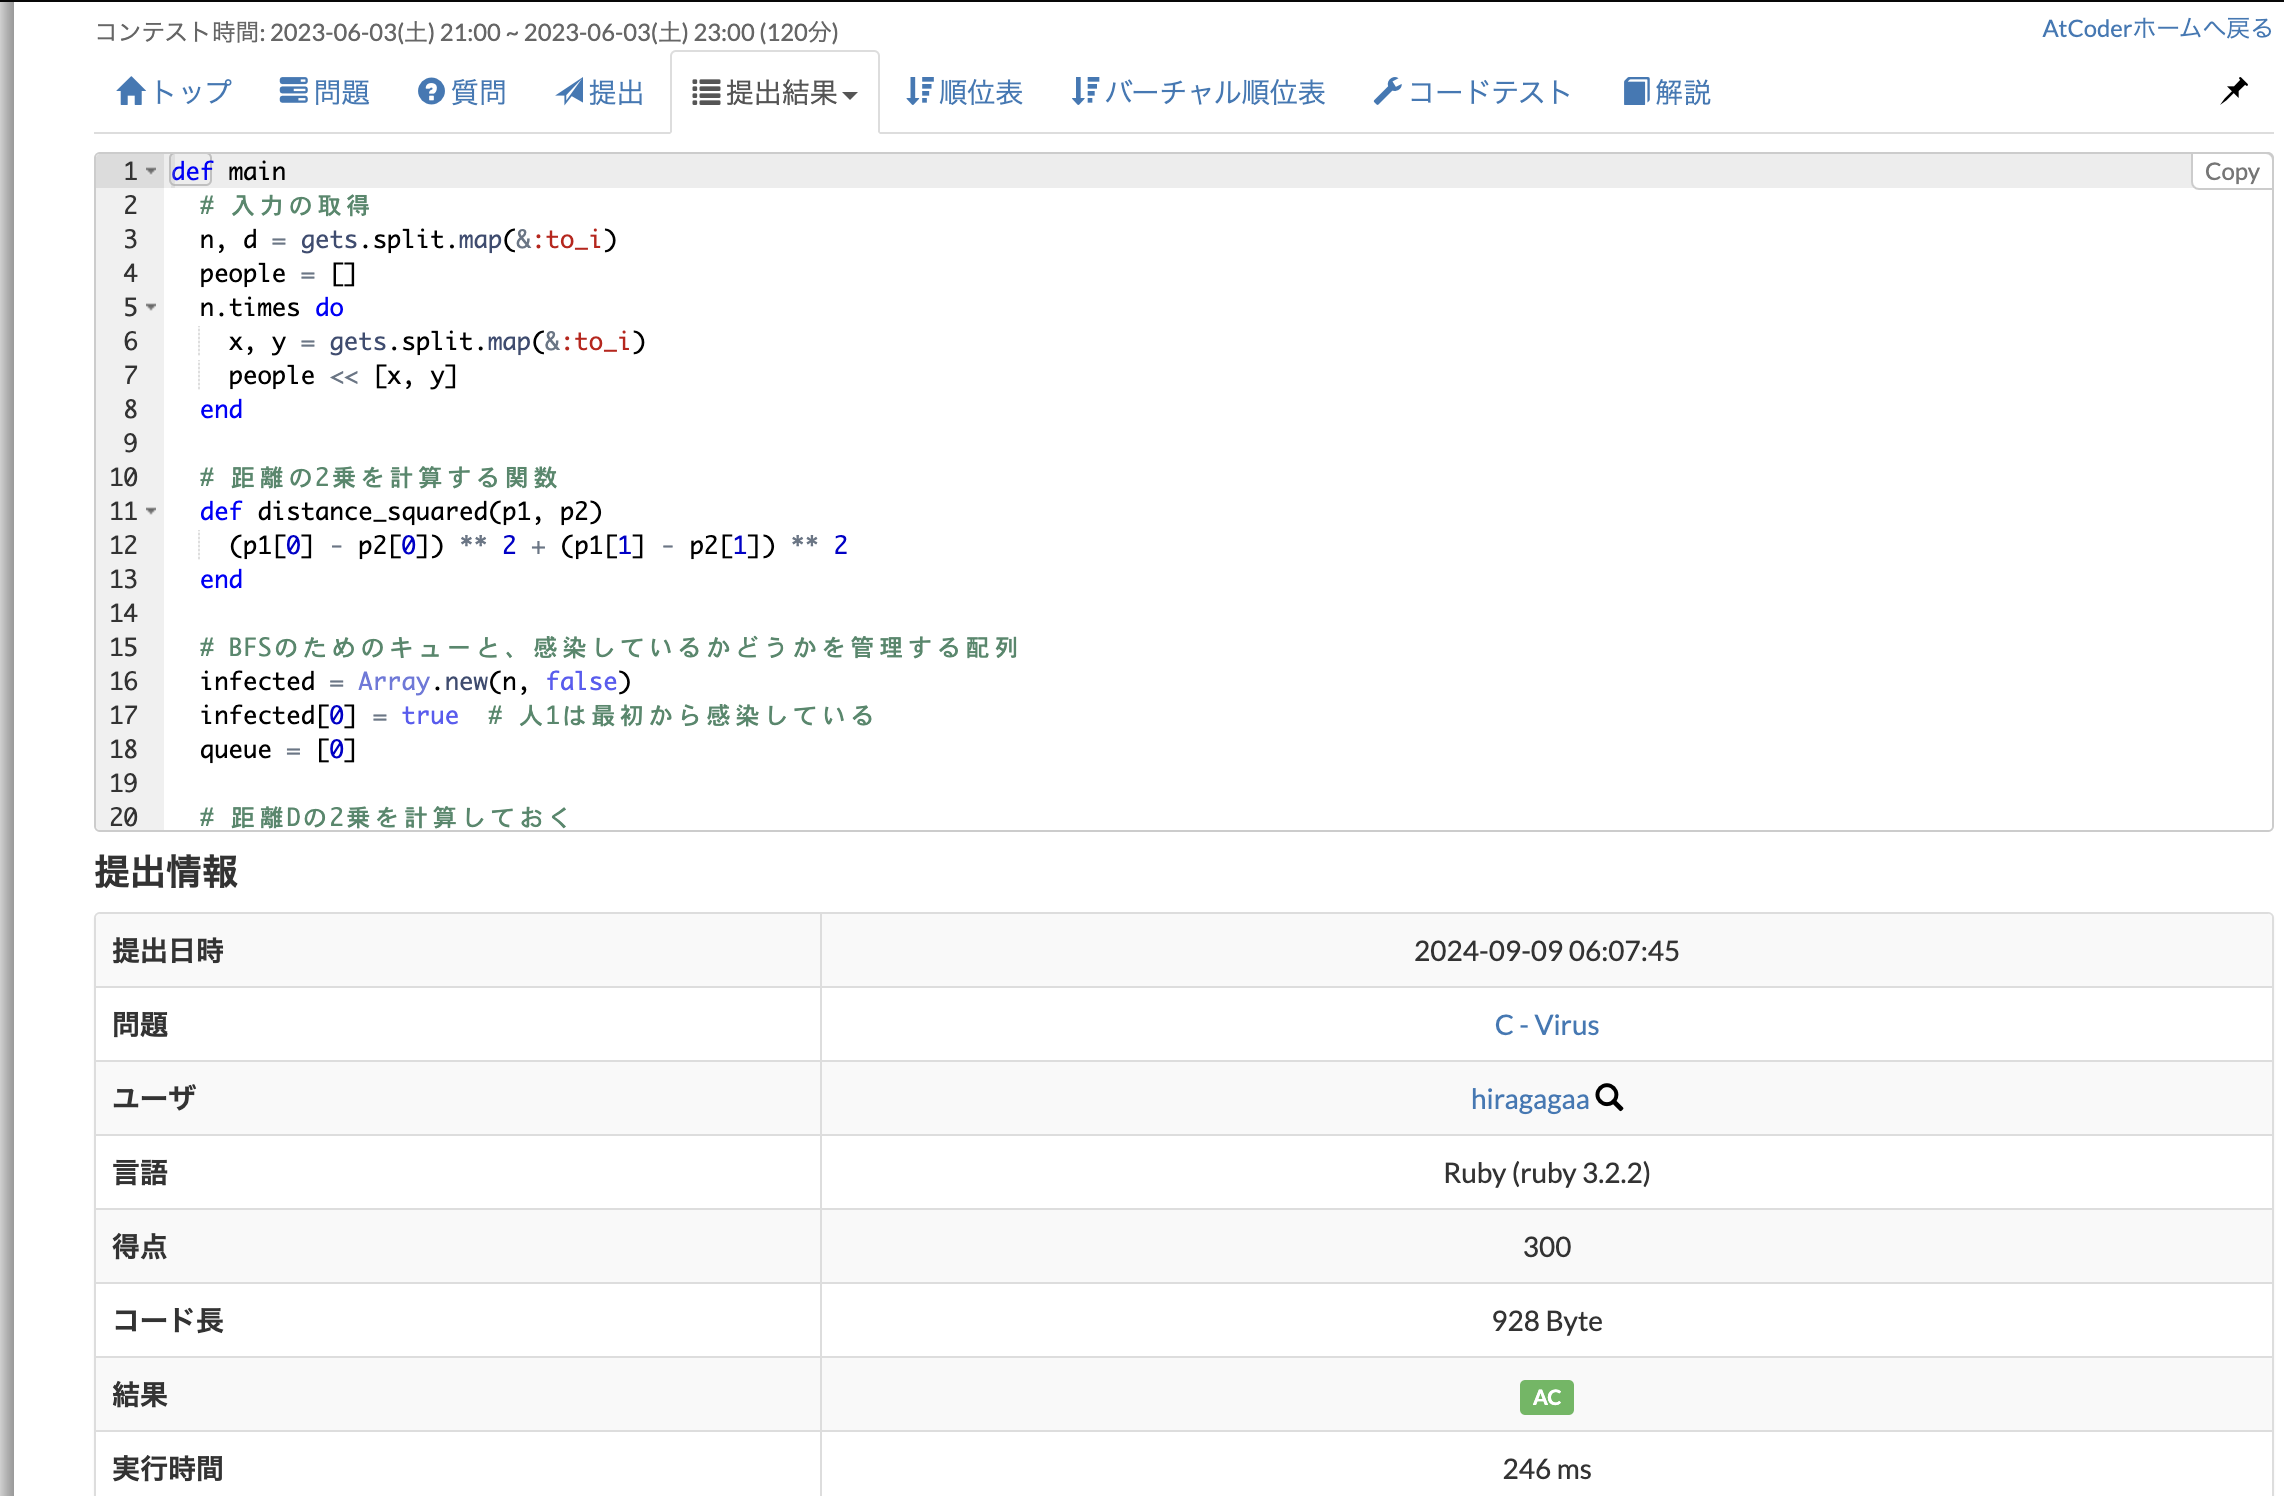 コンテスト時間: 2023-06-03(土) 21:00 ~ 2023-06-03(土) 23:00 (120分)
AtCoderホームへ戻る
トップ 問題 質問 提出 提出結果 順位表 バーチャル順位表 コードテスト 解説
Copy
1 def main
2 # 入力の取得
3 n, d = gets.split.map(&:to_i)
4 people = []
5 n.times do
6 x, y = gets.split.map(&:to_i)
7 people << [x, y]
8 end
9
10 # 距離の2乗を計算する関数
11 def distance_squared(p1, p2)
12 (p1[0] - p2[0]) ** 2 + (p1[1] - p2[1]) ** 2
13 end
14
15 # BFSのためのキューと、感染しているかどうかを管理する配列
16 infected = Array.new(n, false)
17 infected[0] = true # 人1は最初から感染している
18 queue = [0]
19
20 # 距離Dの2乗を計算しておく
提出情報
提出日時 2024-09-09 06:07:45
問題 C - Virus
ユーザ hiragagaa
言語 Ruby (ruby 3.2.2)
得点 300
コード長 928 Byte
結果 AC
実行時間 246 ms